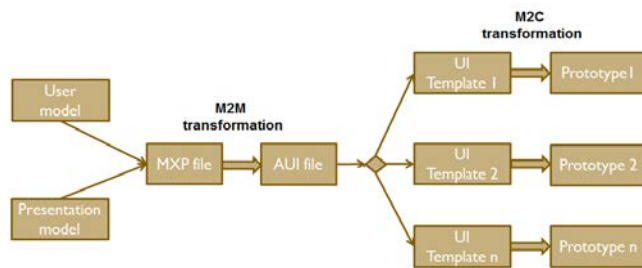 User
model
Presentation
model
M2M
transformation
MXP file
AUI file
M2C
transformation
UI
Template 1
Prototype1
UI
Template 2
Prototype 2
UI
Template n
Prototype n